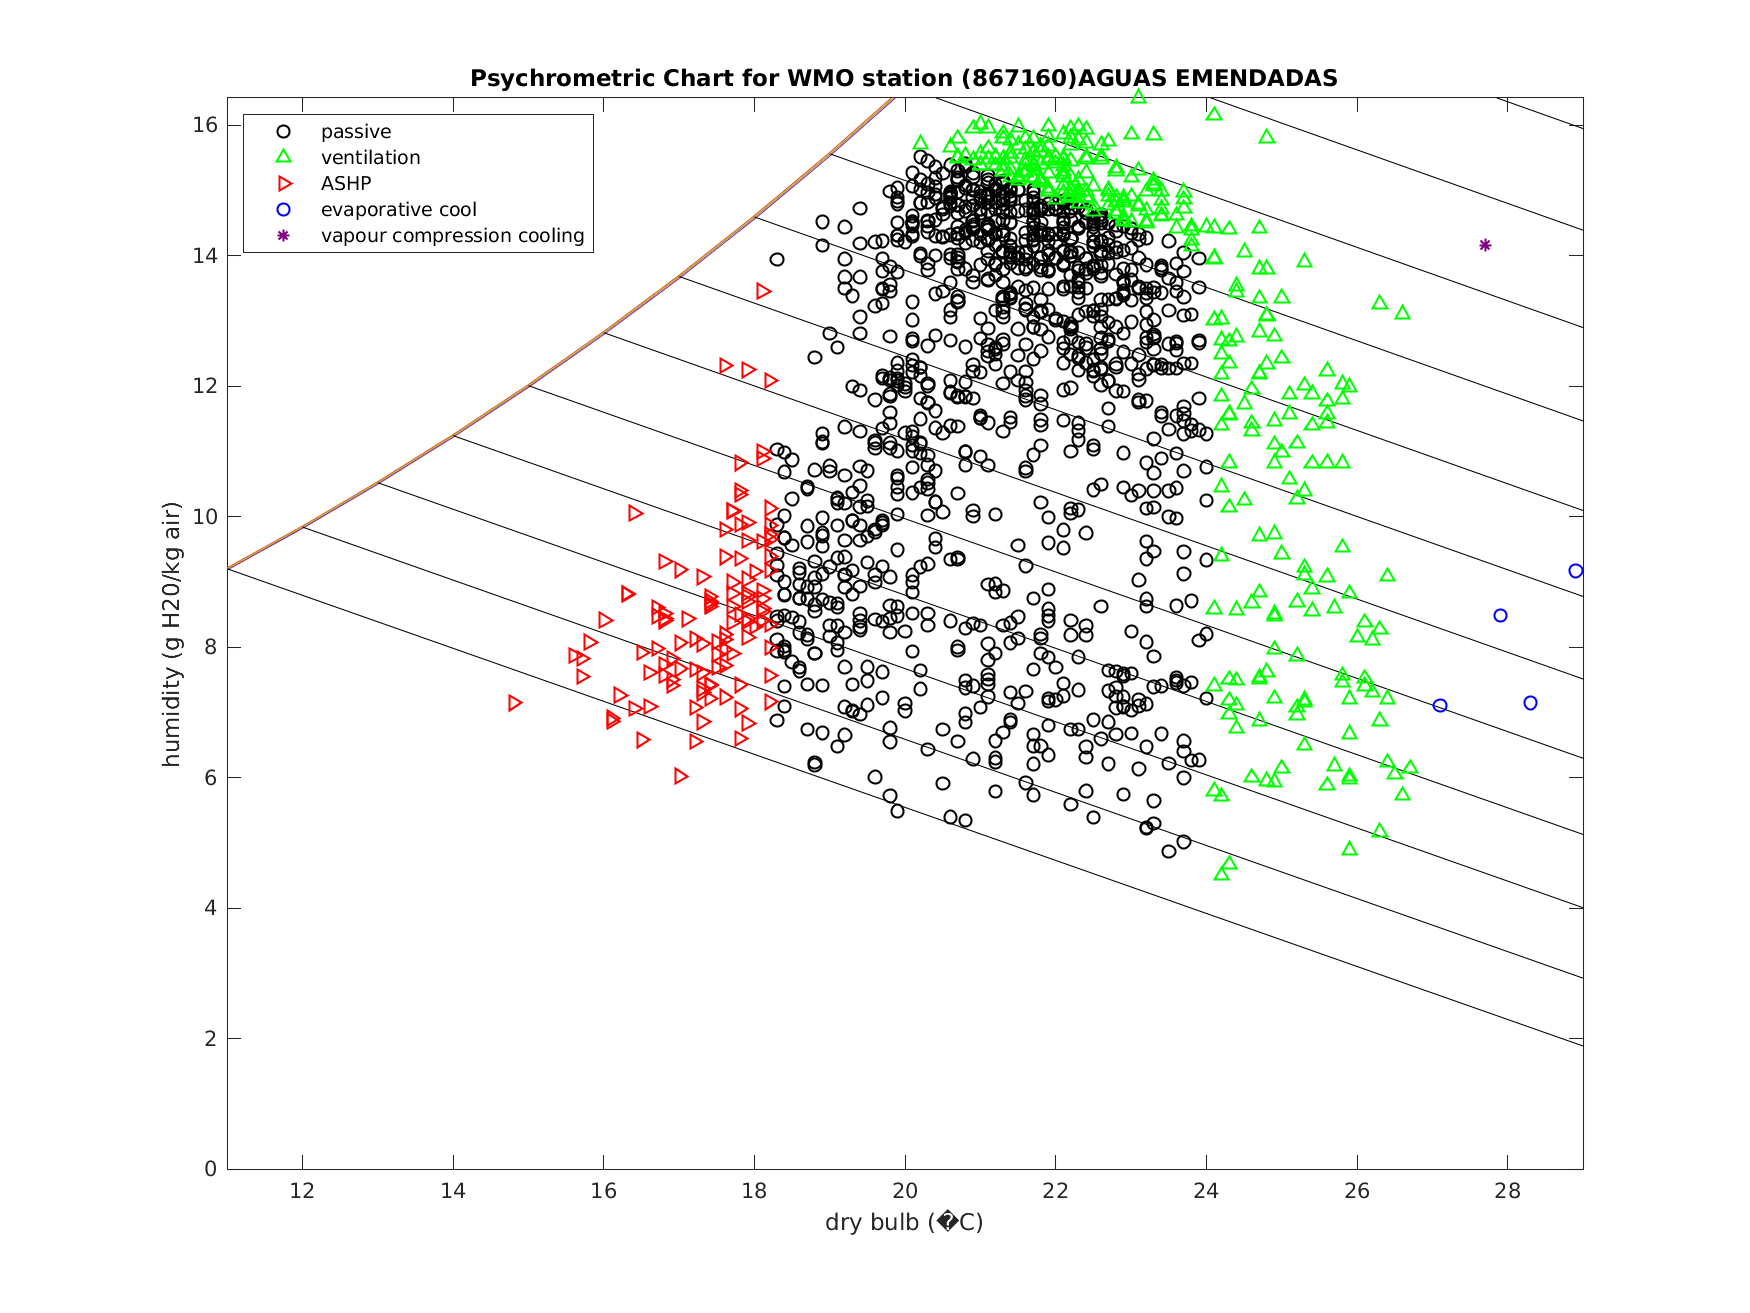 Psychrometric Chart for WMO station (867160)AGUAS EMENDADAS
passive
ventilation
ASHP
evaporative cool
vapour compression cooling
humidity (g H20/kg air)
16
14
12
10
8
6
4
2
0
12 14 16 18 20 22 24 26 28
dry bulb (�C)